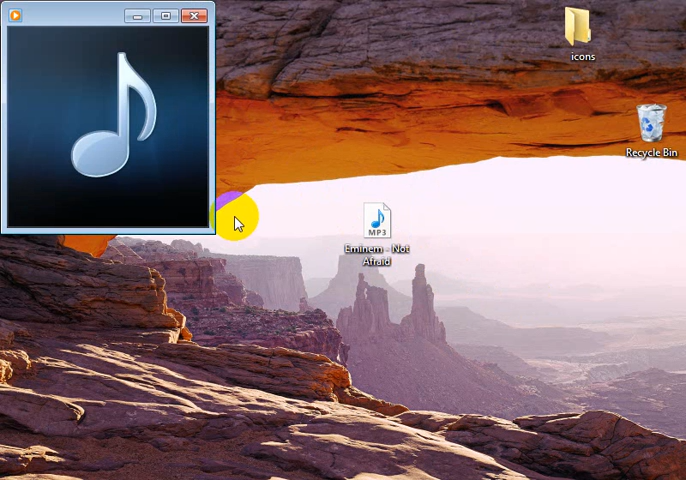 icons
Recycle Bin
MP3
Eminem - Not
Afraid